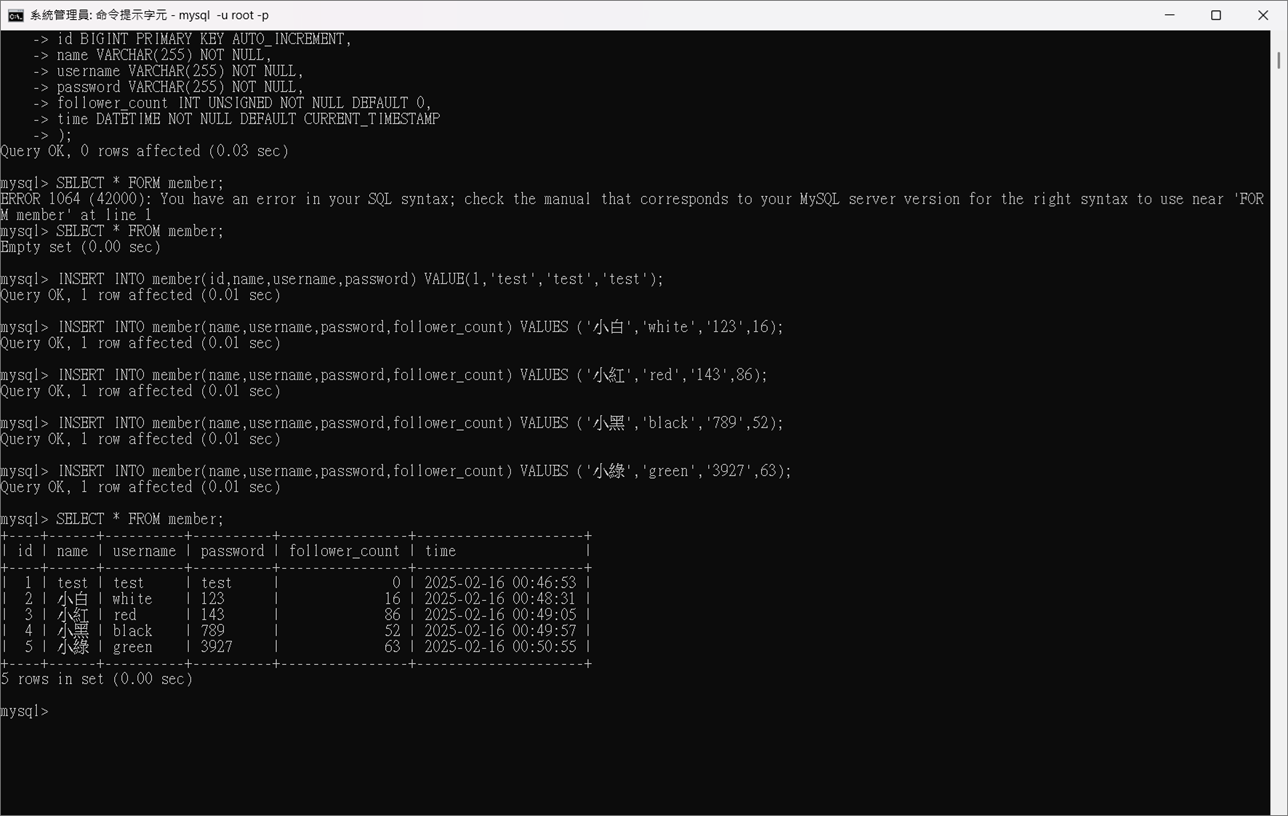 系統管理員: 命令提示字元 - mysql  -u root -p
    -> id BIGINT PRIMARY KEY AUTO_INCREMENT,
    -> name VARCHAR(255) NOT NULL,
    -> username VARCHAR(255) NOT NULL,
    -> password VARCHAR(255) NOT NULL,
    -> follower_count INT UNSIGNED NOT NULL DEFAULT 0,
    -> time DATETIME NOT NULL DEFAULT CURRENT_TIMESTAMP
    -> );
Query OK, 0 rows affected (0.03 sec)
mysql> SELECT * FORM member;
ERROR 1064 (42000): You have an error in your SQL syntax; check the manual that corresponds to your MySQL server version for the right syntax to use near 'FOR
M member' at line 1
mysql> SELECT * FROM member;
Empty set (0.00 sec)
mysql> INSERT INTO member(id,name,username,password) VALUE(1,'test','test','test');
Query OK, 1 row affected (0.01 sec)
mysql> INSERT INTO member(name,username,password,follower_count) VALUES ('小白','white','123',16);
Query OK, 1 row affected (0.01 sec)
mysql> INSERT INTO member(name,username,password,follower_count) VALUES ('小紅','red','143',86);
Query OK, 1 row affected (0.01 sec)
mysql> INSERT INTO member(name,username,password,follower_count) VALUES ('小黑','black','789',52);
Query OK, 1 row affected (0.01 sec)
mysql> INSERT INTO member(name,username,password,follower_count) VALUES ('小綠','green','3927',63);
Query OK, 1 row affected (0.01 sec)
mysql> SELECT * FROM member;
+----+------+----------+----------+----------------+---------------------+
| id | name | username | password | follower_count | time                |
+----+------+----------+----------+----------------+---------------------+
|  1 | test | test     | test     |              0 | 2025-02-16 00:46:53 |
|  2 | 小白 | white    | 123      |             16 | 2025-02-16 00:48:31 |
|  3 | 小紅 | red      | 143      |             86 | 2025-02-16 00:49:05 |
|  4 | 小黑 | black    | 789      |             52 | 2025-02-16 00:49:57 |
|  5 | 小綠 | green    | 3927     |             63 | 2025-02-16 00:50:55 |
+----+------+----------+----------+----------------+---------------------+
5 rows in set (0.00 sec)
mysql>